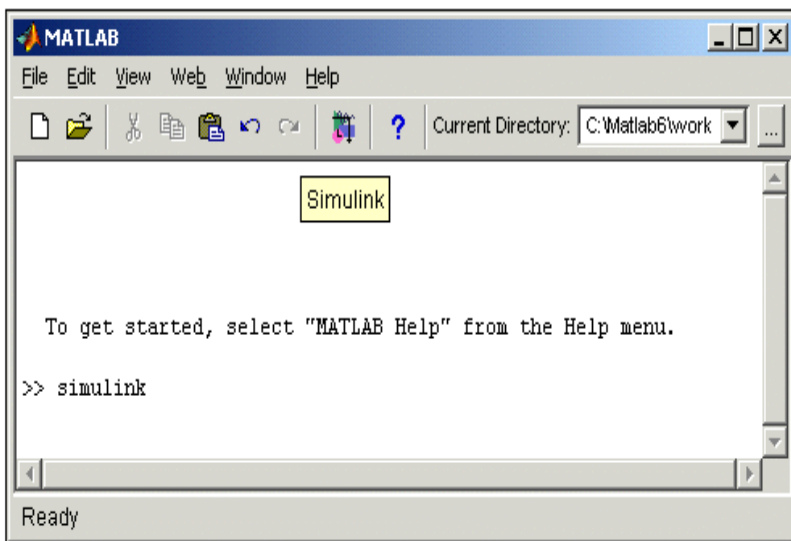 MATLAB
File Edit View Web Window Help
? Current Directory: C:\Matlab6\work ...
Simulink
To get started, select "MATLAB Help" from the Help menu.
>> simulink
Ready